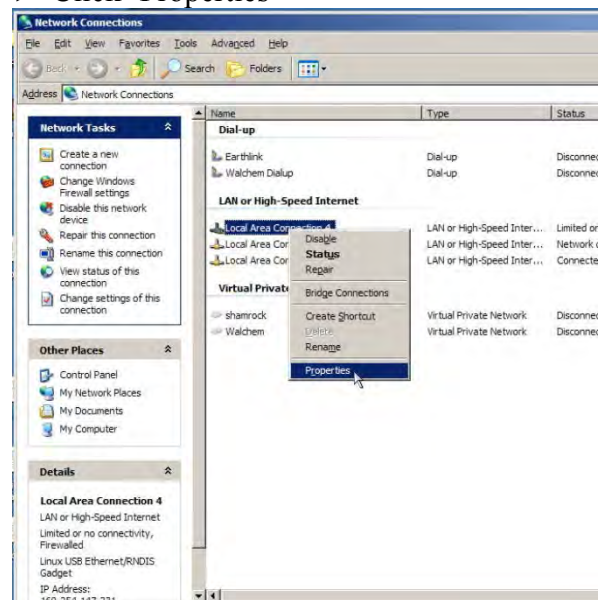 Click "Properties"
Network Connections
File Edit View Favorites Tools Advanced Help
Back Search Folders
Address Network Connections
Name Type Status
Network Tasks
Create a new
connection
Change Windows
Firewall settings
Disable this network
device
Repair this connection
Rename this connection
View status of this
connection
Change settings of this
connection
Other Places
Control Panel
My Network Places
My Documents
My Computer
Details
Local Area Connection 4
LAN or High-Speed Internet
Limited or no connectivity,
Firewalled
Linux USB Ethernet/RNDIS
Gadget
IP Address:
Dial-up
Earthlink Dial-up Disconne
Walchem Dialup Dial-up Disconne
LAN or High-Speed Internet
Local Area Connection 4 LAN or High-Speed Inter... Limited or
Local Area Con LAN or High-Speed Inter... Network
Local Area Con LAN or High-Speed Inter... Connecte
Virtual Private
shamrock Virtual Private Network Disconne
Walchem Virtual Private Network Disconne
Disable
Status
Repair
Bridge Connections
Create Shortcut
Delete
Rename
Properties